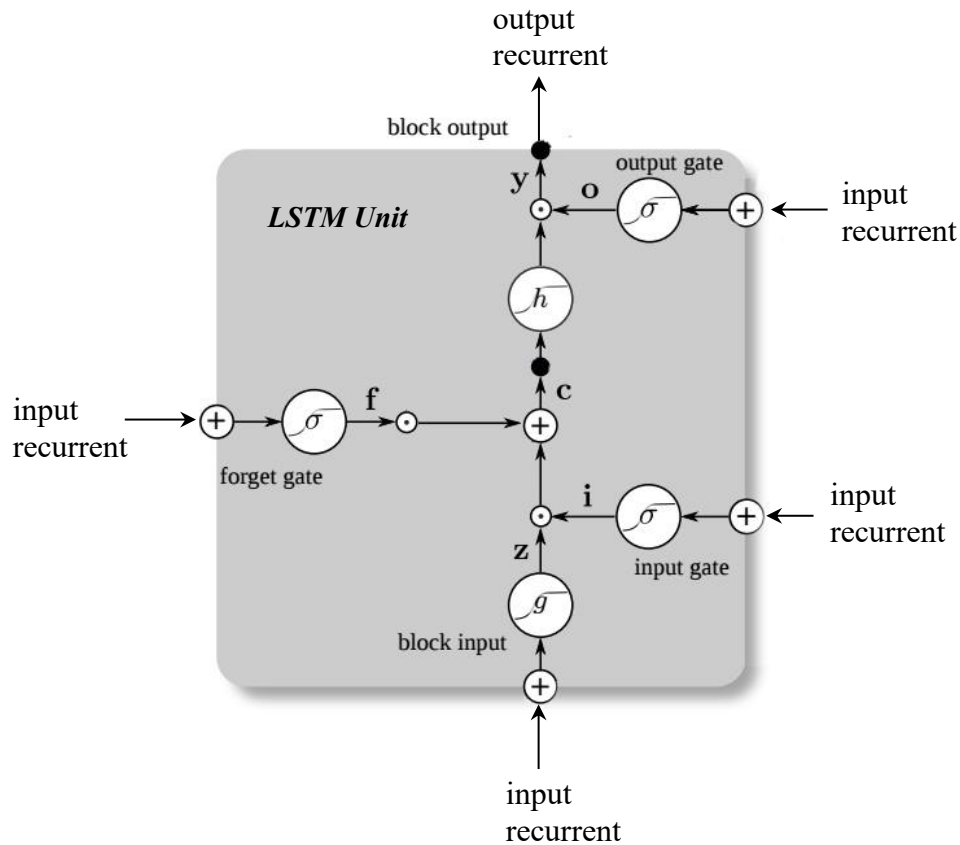 output
recurrent
block output
output gate
y
o
σ
+
input
recurrent
LSTM Unit
h
c
input
recurrent
+
σ
f
+
forget gate
i
σ
+
input
recurrent
z
input gate
g
block input
+
input
recurrent